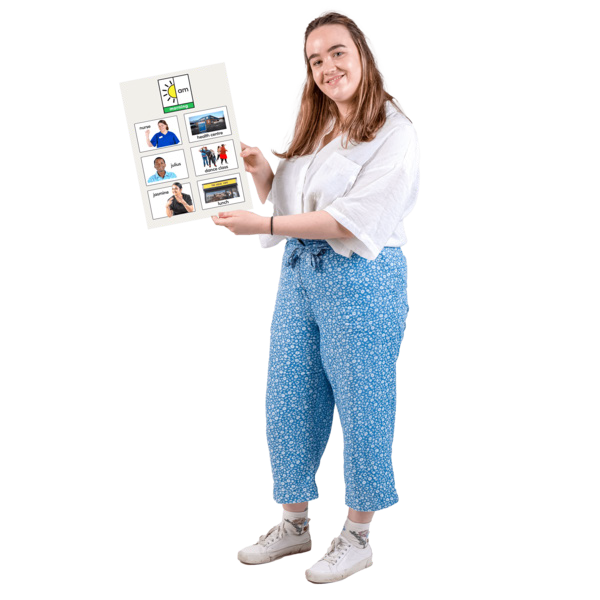 am
morning
nurse
health centre
julius
dance class
jasmine
lunch